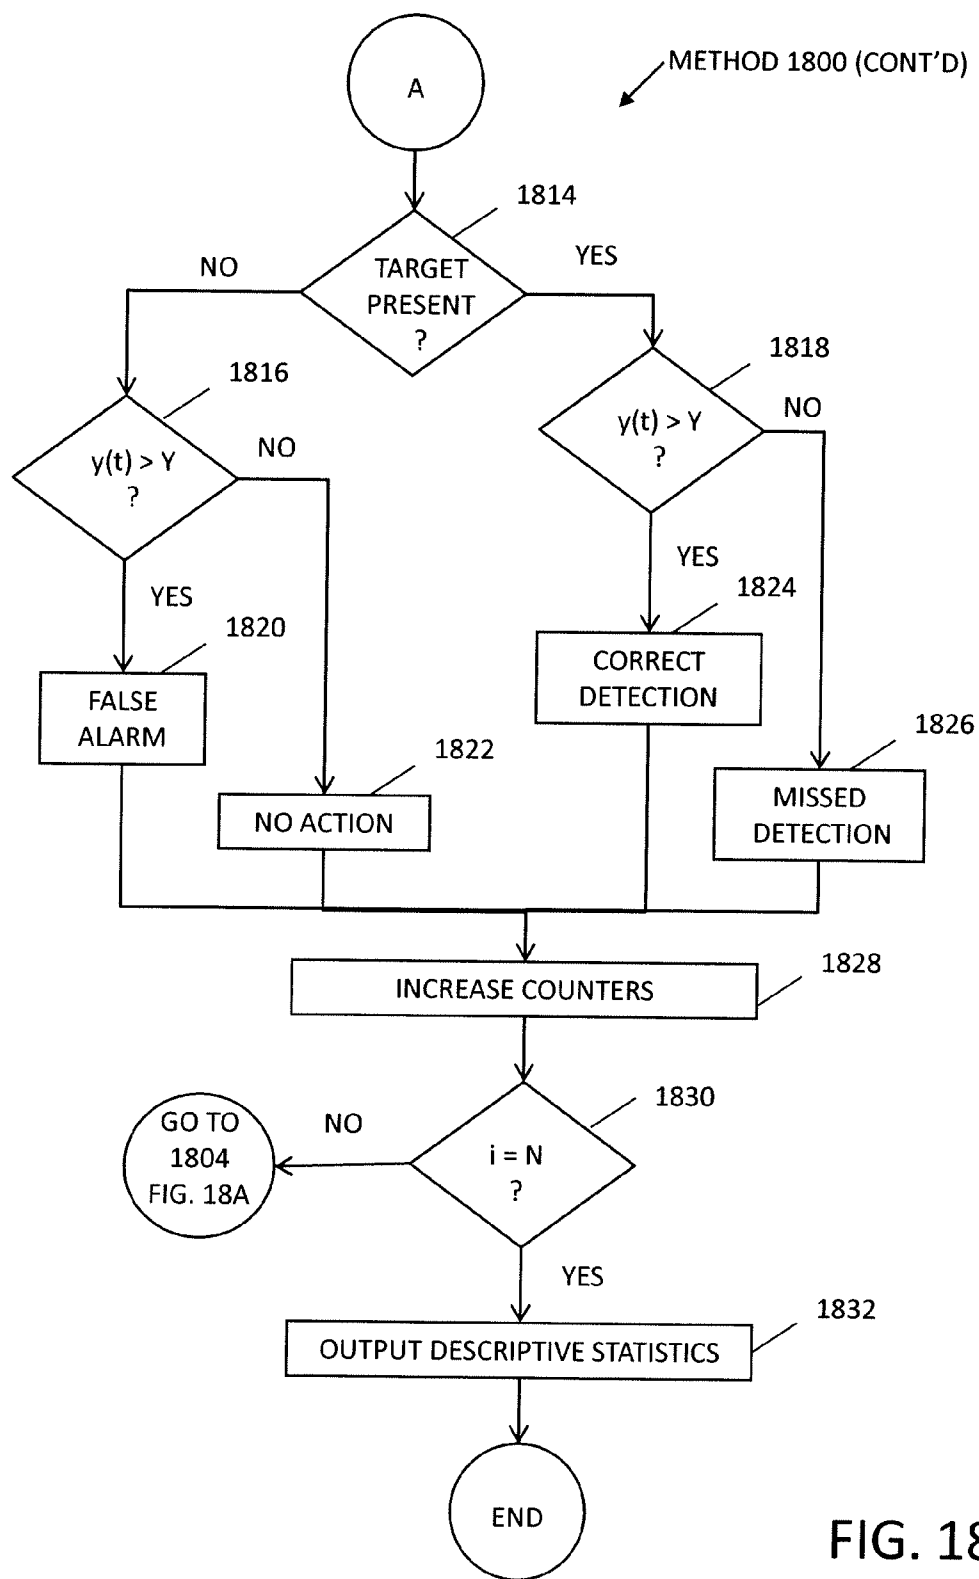 METHOD 1800 (CONT'D)
A
1814
NO
TARGET
PRESENT
?
YES
1816
y(t) > Y
?
NO
1818
y(t) > Y
?
NO
YES
1820
FALSE
ALARM
YES
1824
CORRECT
DETECTION
1822
NO ACTION
1826
MISSED
DETECTION
1828
INCREASE COUNTERS
1830
i = N
?
NO
GO TO
1804
FIG. 18A
YES
1832
OUTPUT DESCRIPTIVE STATISTICS
END
FIG. 18